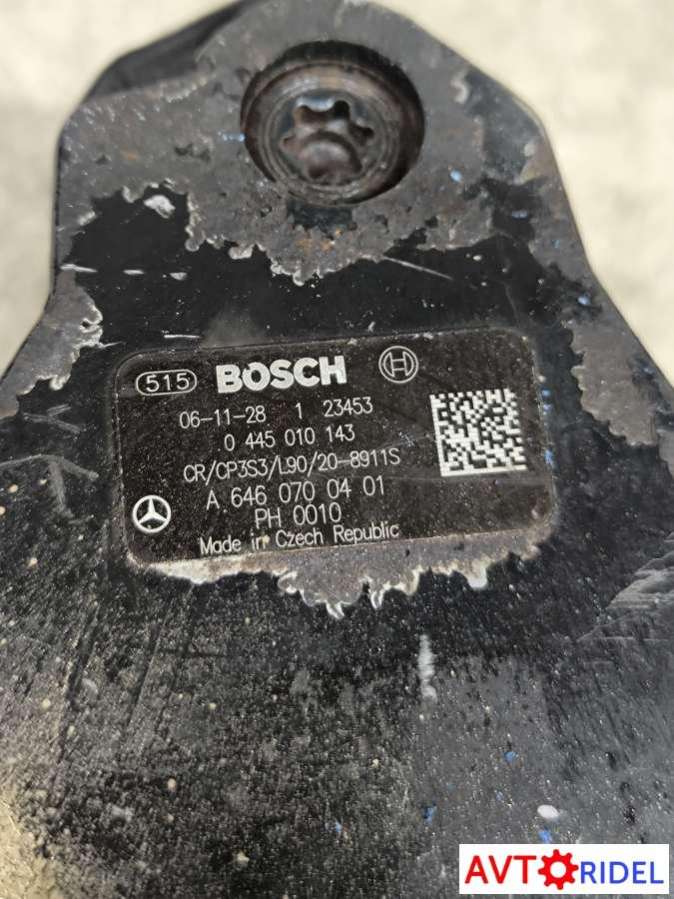 515 BOSCH
06-11-28 1 23453
0 445 010 143
CR/CP3S3/L90/20-8911S
A 646 070 04 01
PH 0010
Made in Czech Republic
AVTORIDEL